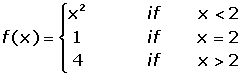 x² if x < 2
f(x) = { 1 if x = 2
4 if x > 2